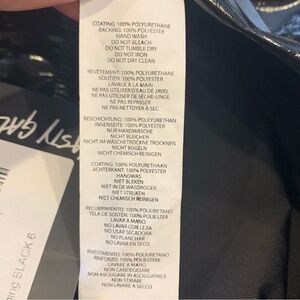 COATING: 100% POLYURETHANE
BACKING: 100% POLYESTER
HAND WASH
DO NOT BLEACH
DO NOT TUMBLE DRY
DO NOT IRON
DO NOT DRY CLEAN
REVÊTEMENT: 100% POLYURÉTHANE
SOUTIEN: 100% POLYESTER
LAVAGE A LA MAIN
NE PAS UTILISER D'EAU DE JAVEL
NE PAS UTILISER DE SÈCHE-LINGE
NE PAS REPASSER
NE PAS NETTOYER À SEC
BESCHICHTUNG: 100% POLYURETHAN
INNENSEITE: 100% POLYESTER
NUR HANDWÄSCHE
NICHT BLEICHEN
NICHT IM WÄSCHETROCKNE TROCKNEN
NICHT BÜGELN
NICHT CHEMISCH REINIGEN
COATING: 100% POLYURETHAAN
ACHTERKANT: 100% POLYESTER
HANDWAS
NIET BLEKEN
NIET IN DE WASDROGER
NIET STRIJKEN
NIET CHEMISCH REINIGEN
RECUBRIMIENTO: 100% POLIURETANO
TELA DE SOSTÉN: 100% POLIÉSTER
LAVAR A MANO
NO LAVAR CON LEJÍA
NO USAR SECADORA
NO PLANCHAR
NO LAVAR EN SECO
RIVESTIMENTO: 100% POLIURETANO
RINFORZO: 100% POLIESTERE
LAVARE A MANO
NON CANDEGGIARE
NON ASCIUGARE IN ASCIUGATRICE
NON STIRARE
NON LAVARE A SECCO
ASTY GAL
BLACK 6